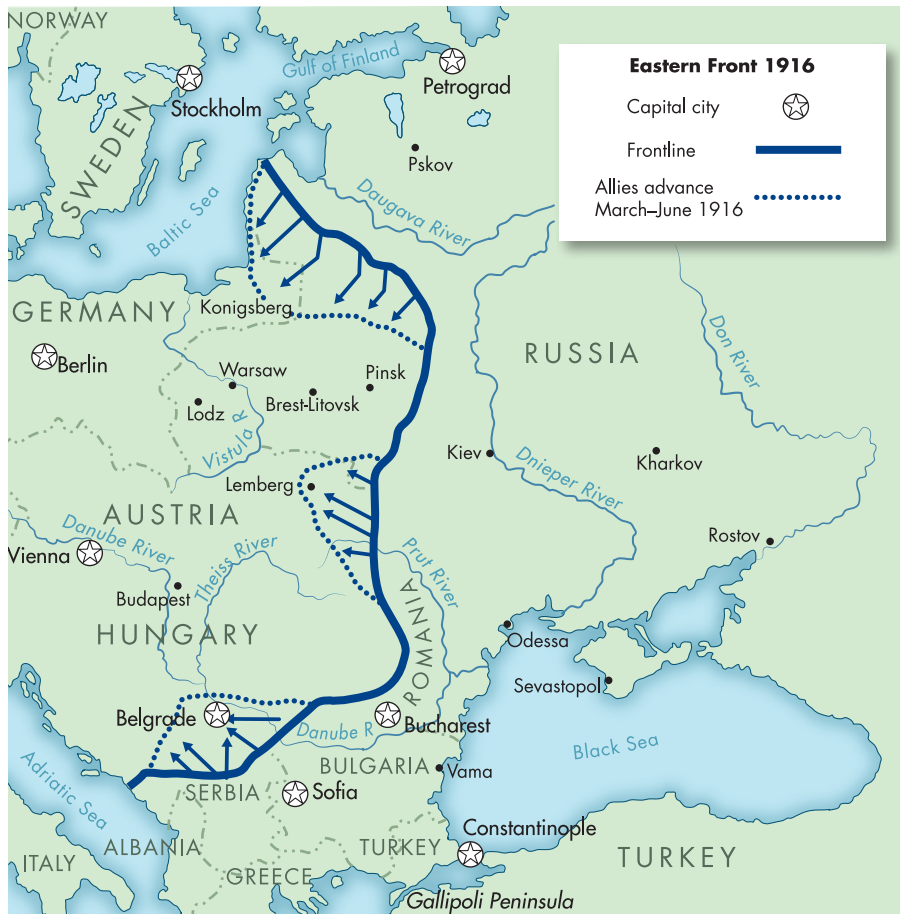 NORWAY
SWEDEN
Stockholm
Gulf of Finland
Petrograd
Pskov
Eastern Front 1916
Capital city
Frontline
Allies advance
March–June 1916
Baltic Sea
Daugava River
GERMANY
Konigsberg
Berlin
Warsaw
Lodz
Brest-Litovsk
Pinsk
Vistula R
RUSSIA
Don River
Kiev
Dnieper River
Kharkov
Rostov
Lemberg
AUSTRIA
Danube River
Vienna
Theiss River
Prut River
Budapest
HUNGARY
ROMANIA
Odessa
Sevastopol
Belgrade
Danube R
Bucharest
Black Sea
Adriatic Sea
SERBIA
Sofia
BULGARIA
Vama
ALBANIA
ITALY
GREECE
TURKEY
Constantinople
TURKEY
Gallipoli Peninsula